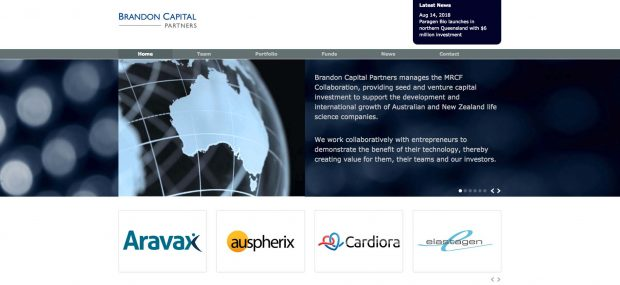 BRANDON CAPITAL
PARTNERS
Latest News
Aug 14, 2018
Paragen Bio launches in
northern Queensland with $6
million investment
Home Team Portfolio Funds News Contact
Brandon Capital Partners manages the MRCF
Collaboration, providing seed and venture capital
investment to support the development and
international growth of Australian and New Zealand life
science companies.
We work collaboratively with entrepreneurs to
demonstrate the benefit of their technology, thereby
creating value for them, their teams and our investors.
Aravax auspherix Cardiora elastagen